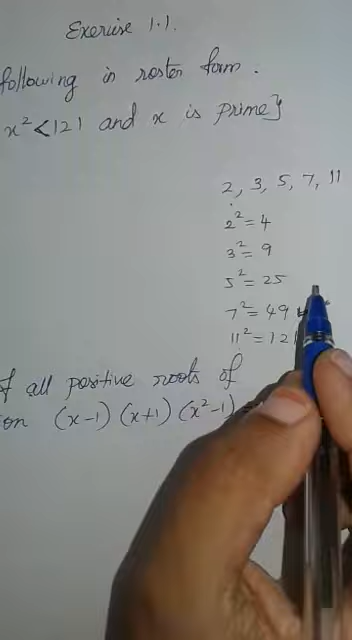 Exercise 1.1.
following in roster form.
x² < 121 and x is prime}
2, 3, 5, 7, 11
2² = 4
3² = 9
5² = 25
7² = 49
11² = 121
of all positive roots of
on (x-1) (x+1) (x²-1)